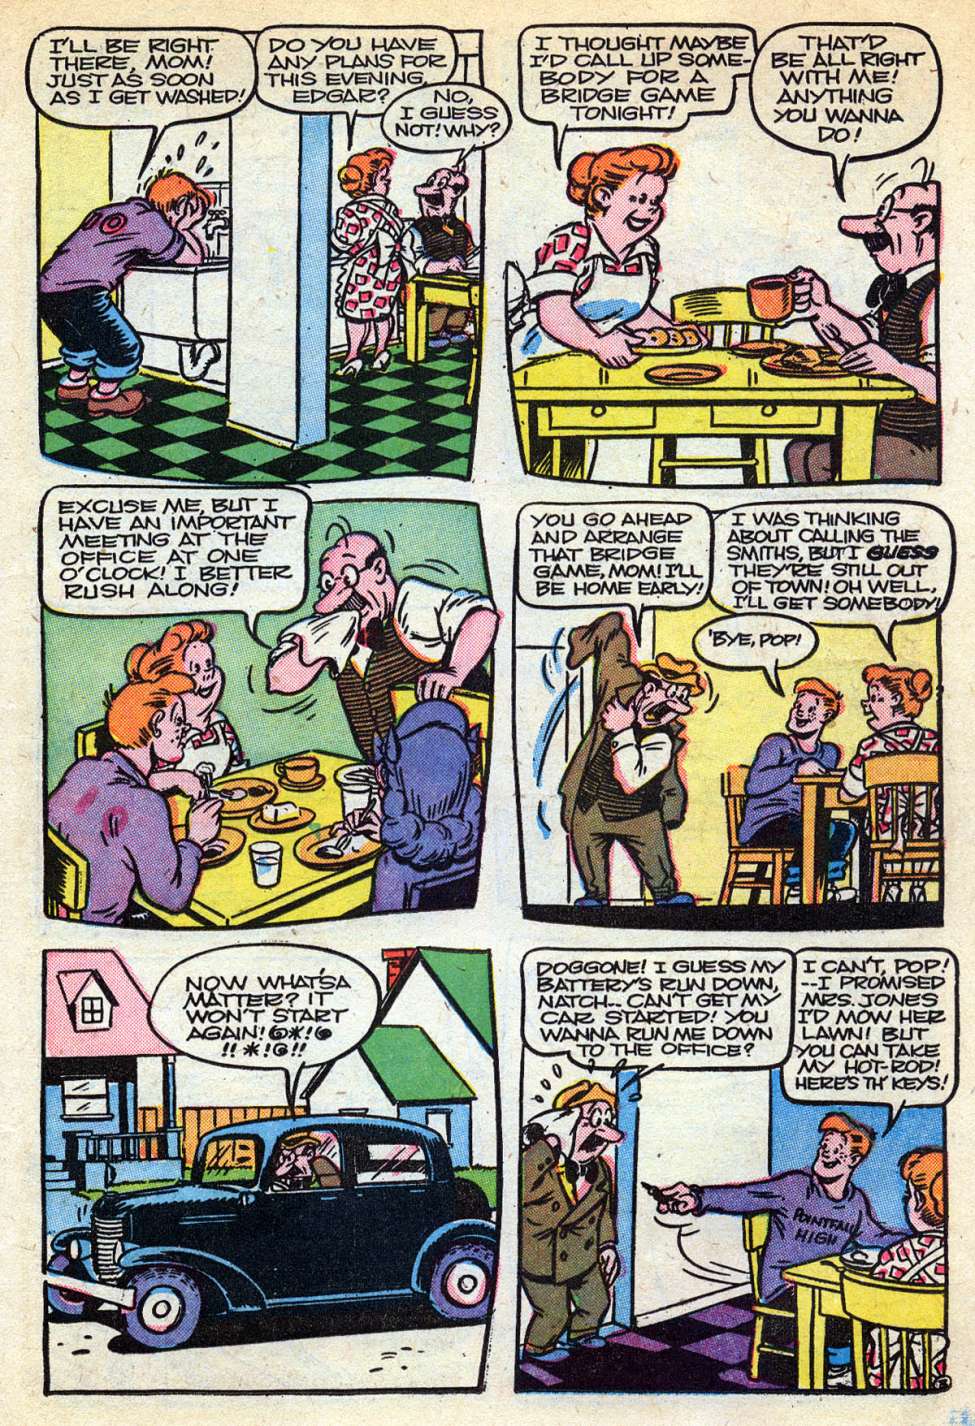 I'LL BE RIGHT
THERE, MOM!
JUST AS SOON
AS I GET WASHED!
DO YOU HAVE
ANY PLANS FOR
THIS EVENING,
EDGAR?
NO,
I GUESS
NOT! WHY?
I THOUGHT MAYBE
I'D CALL UP SOME-
BODY FOR A
BRIDGE GAME
TONIGHT!
THAT'D
BE ALL RIGHT
WITH ME!
ANYTHING
YOU WANNA
DO!
EXCUSE ME, BUT I
HAVE AN IMPORTANT
MEETING AT THE
OFFICE AT ONE
O'CLOCK! I BETTER
RUSH ALONG!
YOU GO AHEAD
AND ARRANGE
THAT BRIDGE
GAME, MOM! I'LL
BE HOME EARLY!
'BYE, POP!
I WAS THINKING
ABOUT CALLING THE
SMITHS, BUT I GUESS
THEY'RE STILL OUT
OF TOWN! OH WELL,
I'LL GET SOMEBODY!
NOW WHAT'SA
MATTER? IT
WON'T START
AGAIN! @*!@
!! *!@!!
DOGGONE! I GUESS MY
BATTERY'S RUN DOWN,
NATCH-- CAN'T GET MY
CAR STARTED! YOU
WANNA RUN ME DOWN
TO THE OFFICE?
I CAN'T, POP!
--I PROMISED
MRS. JONES
I'D MOW HER
LAWN! BUT
YOU CAN TAKE
MY HOT-ROD!
HERE'S TH' KEYS!
HIGH